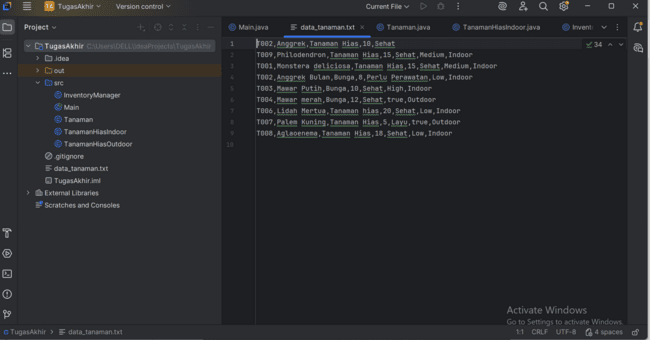 TA TugasAkhir Version control Current File
Project
Main.java data_tanaman.txt Tanaman.java TanamanHiasIndoor.java Invent
TugasAkhir C:\Users\DELL\IdeaProjects\TugasAkhir
.idea
out
src
InventoryManager
Main
Tanaman
TanamanHiasIndoor
TanamanHiasOutdoor
.gitignore
data_tanaman.txt
TugasAkhir.iml
External Libraries
Scratches and Consoles
1 T002,Anggrek,Tanaman Hias,10,Sehat
34
2 T009,Philodendron,Tanaman Hias,15,Sehat,Medium,Indoor
3 T001,Monstera deliciosa,Tanaman Hias,15,Sehat,Medium,Indoor
4 T002,Anggrek Bulan,Bunga,8,Perlu Perawatan,Low,Indoor
5 T003,Mawar Putih,Bunga,10,Sehat,High,Indoor
6 T004,Mawar merah,Bunga,12,Sehat,true,Outdoor
7 T006,Lidah Mertua,Tanaman hias,20,Sehat,Low,Indoor
8 T007,Palem Kuning,Tanaman Hias,5,Layu,true,Outdoor
9 T008,Aglaonema,Tanaman Hias,18,Sehat,Low,Indoor
10
Activate Windows
Go to Settings to activate Windows.
TugasAkhir > data_tanaman.txt
1:1 CRLF UTF-8 4 spaces